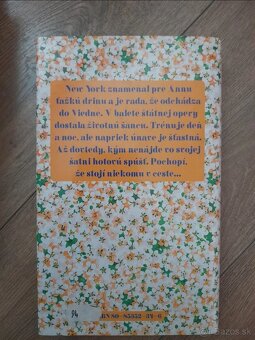 New York znamenal pre Annu
ťažkú drinu a je rada, že odchádza
do Viedne. V balete štátnej opery
dostala životnú šancu. Trénuje deň
a noc, ale napriek únave je šťastná.
Až dovtedy, kým nenájde vo svojej
šatni hotovú spúšť. Pochopí,
že stojí niekomu v ceste...